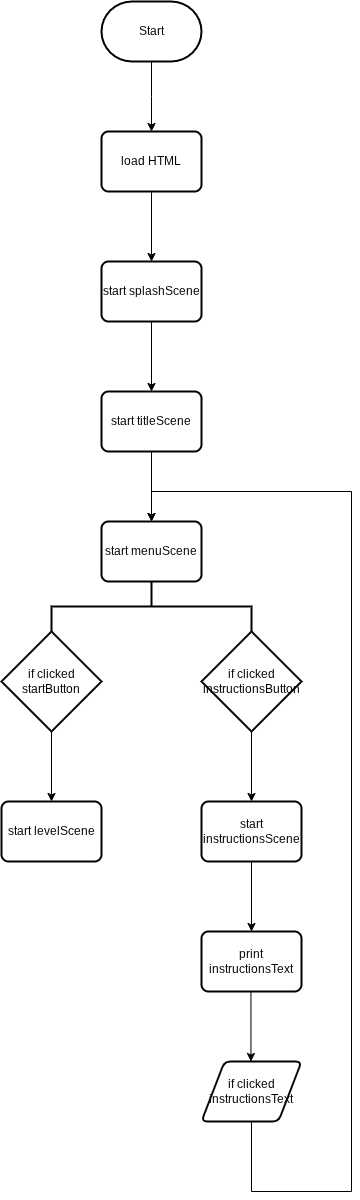 Start
load HTML
start splashScene
start titleScene
start menuScene
if clicked
startButton
if clicked
instructionsButton
start levelScene
start
instructionsScene
print
instructionsText
if clicked
instructionsText